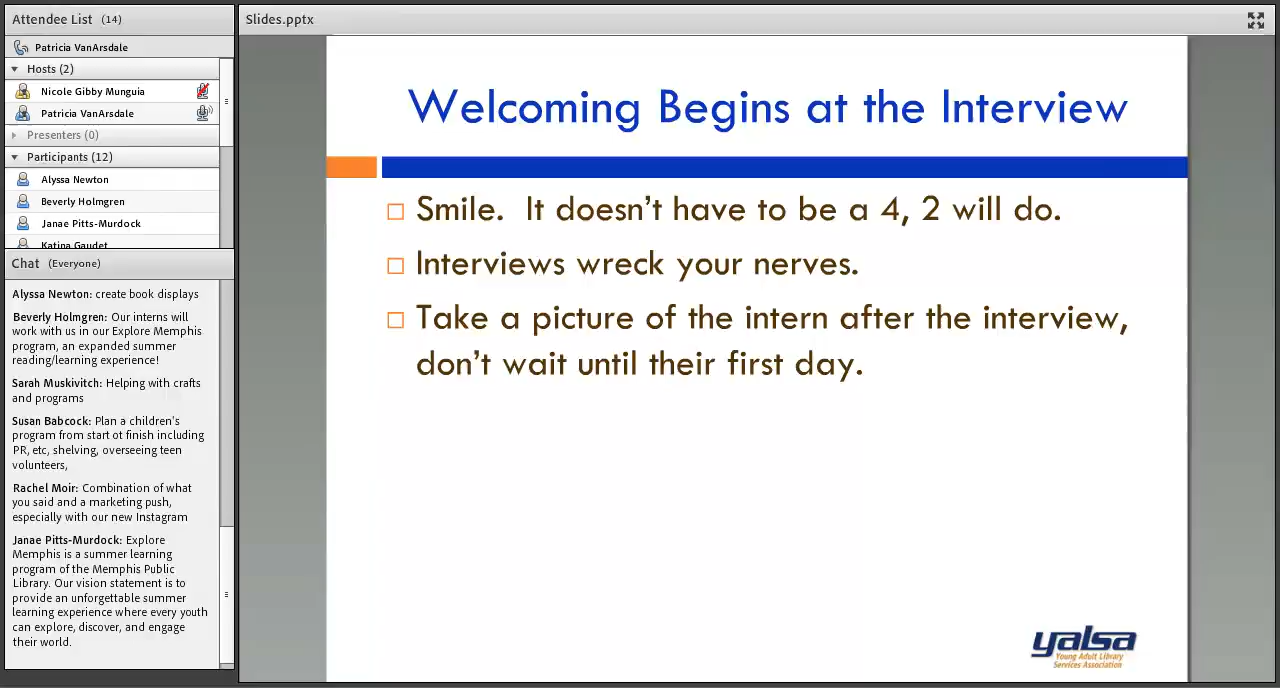 Attendee List (14)
Patricia VanArsdale
Hosts (2)
Nicole Gibby Munguia
Patricia VanArsdale
Presenters (0)
Participants (12)
Alyssa Newton
Beverly Holmgren
Janae Pitts-Murdock
Katina Gaudet
Chat (Everyone)
Alyssa Newton: create book displays
Beverly Holmgren: Our interns will
work with us in our Explore Memphis
program, an expanded summer
reading/learning experience!
Sarah Muskivitch: Helping with crafts
and programs
Susan Babcock: Plan a children's
program from start ot finish including
PR, etc, shelving, overseeing teen
volunteers,
Rachel Moir: Combination of what
you said and a marketing push,
especially with our new Instagram
Janae Pitts-Murdock: Explore
Memphis is a summer learning
program of the Memphis Public
Library. Our vision statement is to
provide an unforgettable summer
learning experience where every youth
can explore, discover, and engage
their world.
Slides.pptx
Welcoming Begins at the Interview
Smile. It doesn't have to be a 4, 2 will do.
Interviews wreck your nerves.
Take a picture of the intern after the interview,
don't wait until their first day.
yalsa
Young Adult Library
Services Association